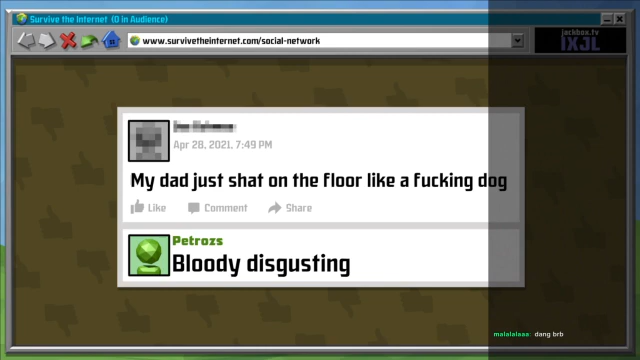 Survive the Internet (0 in Audience)
www.survivetheinternet.com/social-network
jackbox.tv
IXJL
Apr 28, 2021, 7:49 PM
My dad just shat on the floor like a fucking dog
Like Comment Share
Petrozs
Bloody disgusting
malalalaaa: dang brb